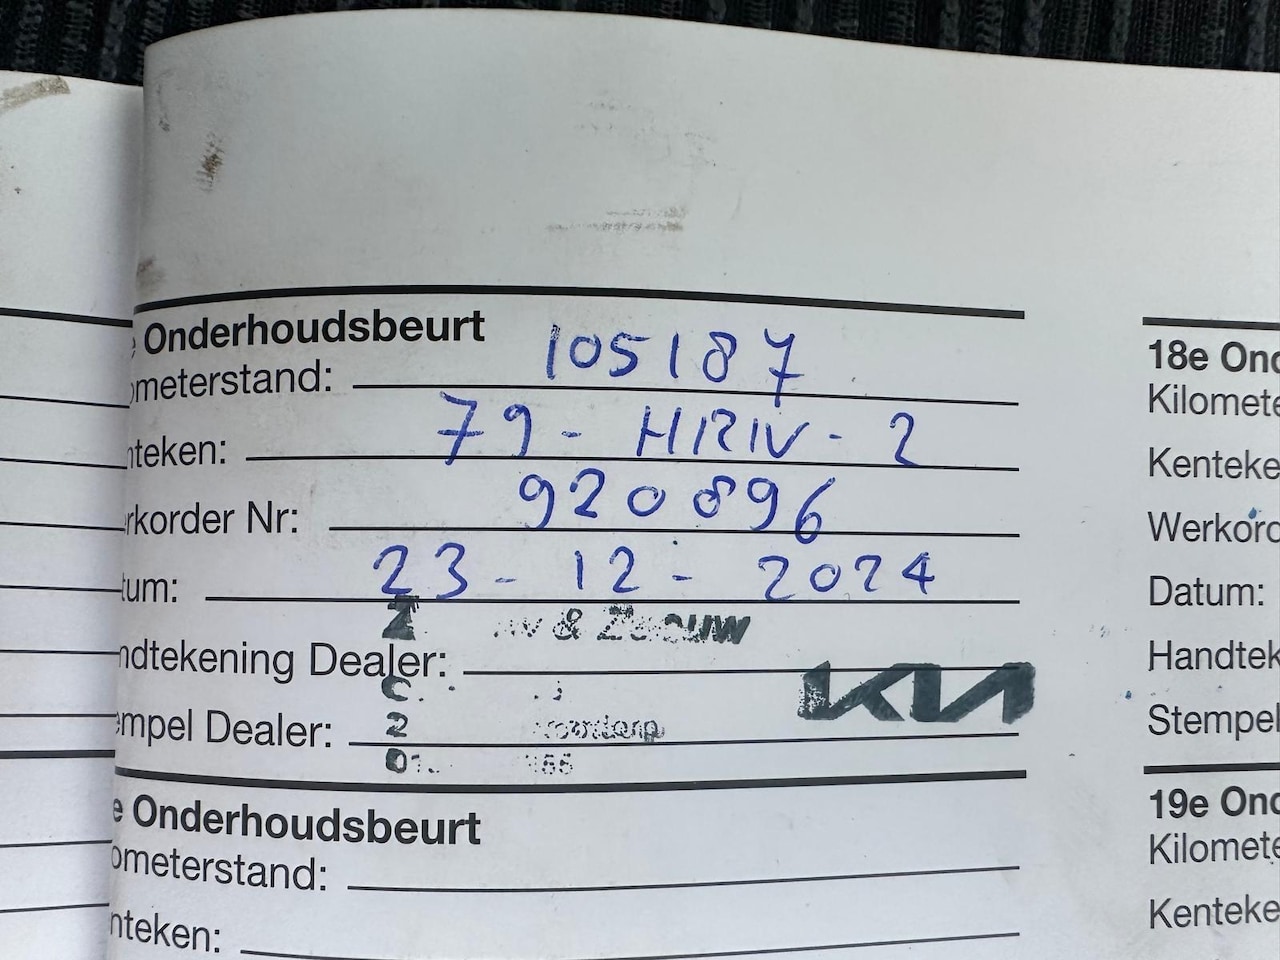 Onderhoudsbeurt
ometerstand: 105187
nteken: 79-HRN-2
rkorder Nr: 920896
tum: 23-12-2024
& Zeeuw
ndtekening Dealer:
KIA
empel Dealer:
e Onderhoudsbeurt
ometerstand:
nteken:
18e Ond
Kilomete
Kenteke
Werkord
Datum:
Handtek
Stempel
19e Ond
Kilomete
Kenteke